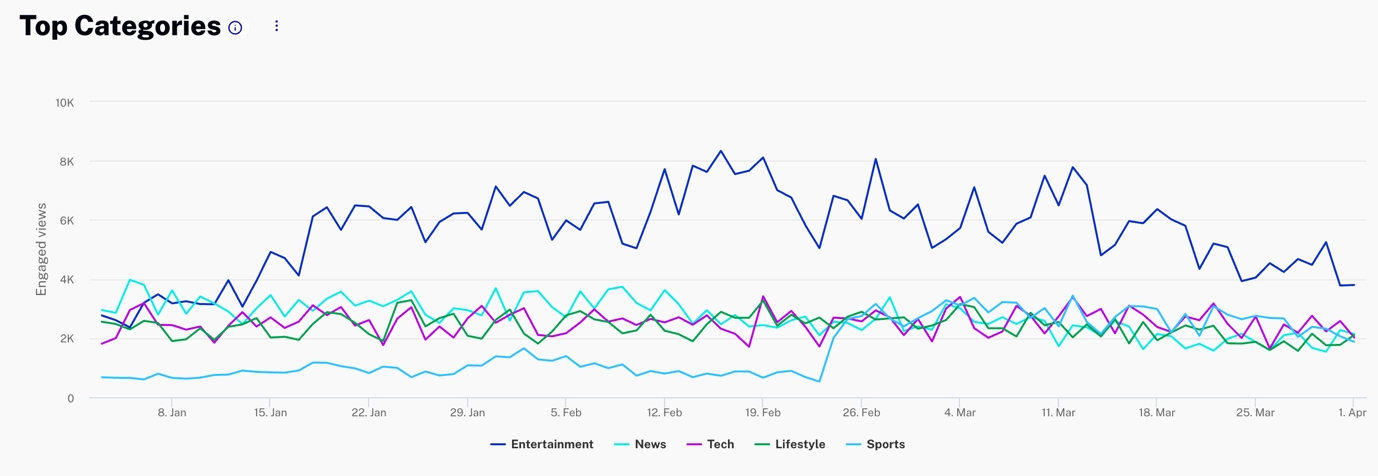 Top Categories
10K
8K
6K
4K
2K
0
Engaged views
8. Jan
15. Jan
22. Jan
29. Jan
5. Feb
12. Feb
19. Feb
26. Feb
4. Mar
11. Mar
18. Mar
25. Mar
1. Apr
Entertainment
News
Tech
Lifestyle
Sports